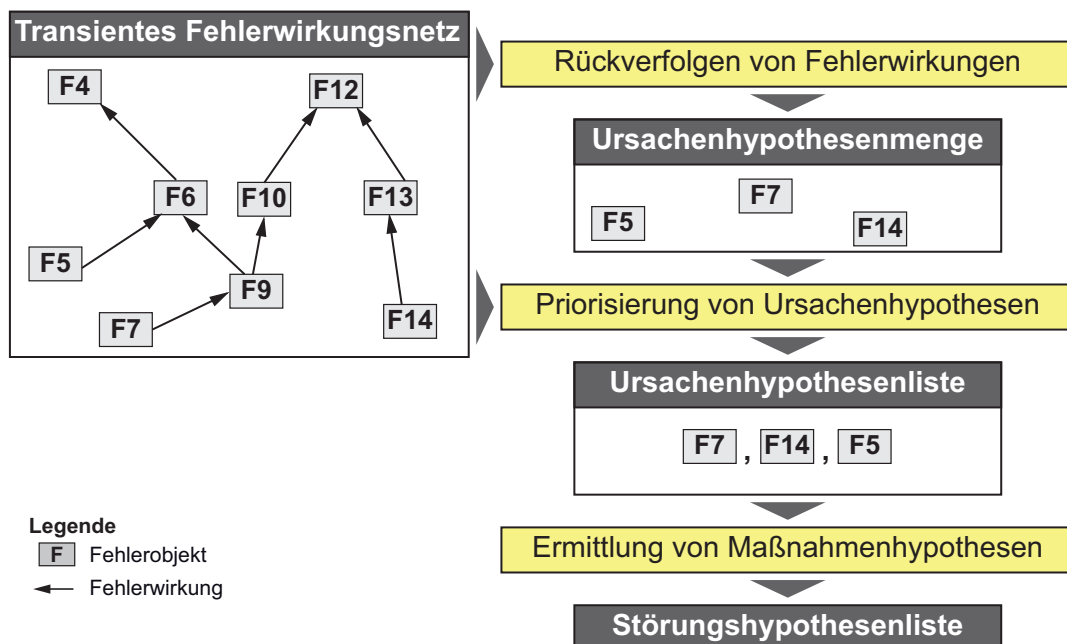 Transientes Fehlerwirkungsnetz
F4
F12
F6
F10
F13
F5
F9
F7
F14
Rückverfolgen von Fehlerwirkungen
Ursachenhypothesenmenge
F7
F5
F14
Priorisierung von Ursachenhypothesen
Ursachenhypothesenliste
F7 , F14 , F5
Ermittlung von Maßnahmenhypothesen
Störungshypothesenliste
Legende
F Fehlerobjekt
Fehlerwirkung